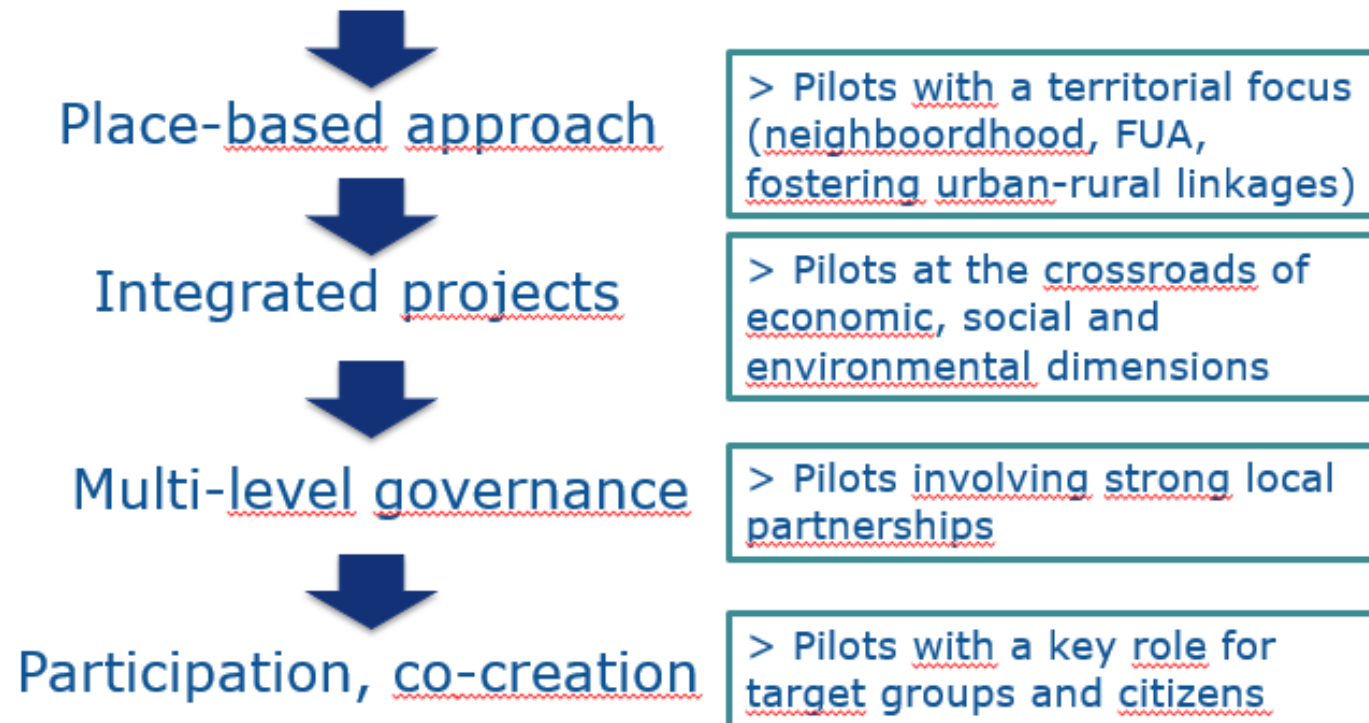 Place-based approach
> Pilots with a territorial focus
(neighboordhood, FUA,
fostering urban-rural linkages)
Integrated projects
> Pilots at the crossroads of
economic, social and
environmental dimensions
Multi-level governance
> Pilots involving strong local
partnerships
Participation, co-creation
> Pilots with a key role for
target groups and citizens